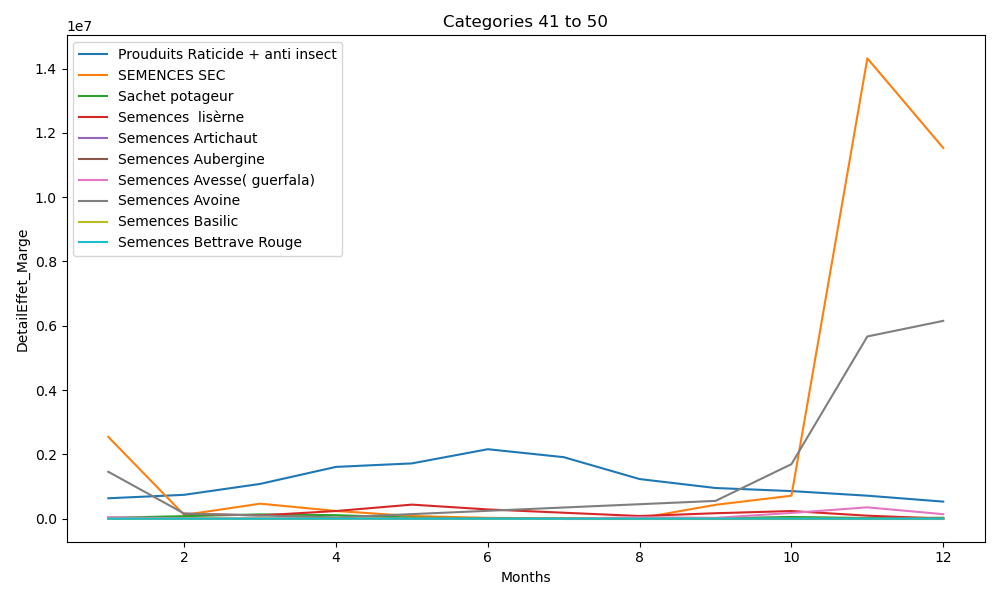 Categories 41 to 50
1e7
Prouduits Raticide + anti insect
SEMENCES SEC
Sachet potageur
Semences  lisèrne
Semences Artichaut
Semences Aubergine
Semences Avesse( guerfala)
Semences Avoine
Semences Basilic
Semences Bettrave Rouge
1.4
1.2
1.0
0.8
0.6
0.4
0.2
0.0
DetailEffet_Marge
2 4 6 8 10 12
Months